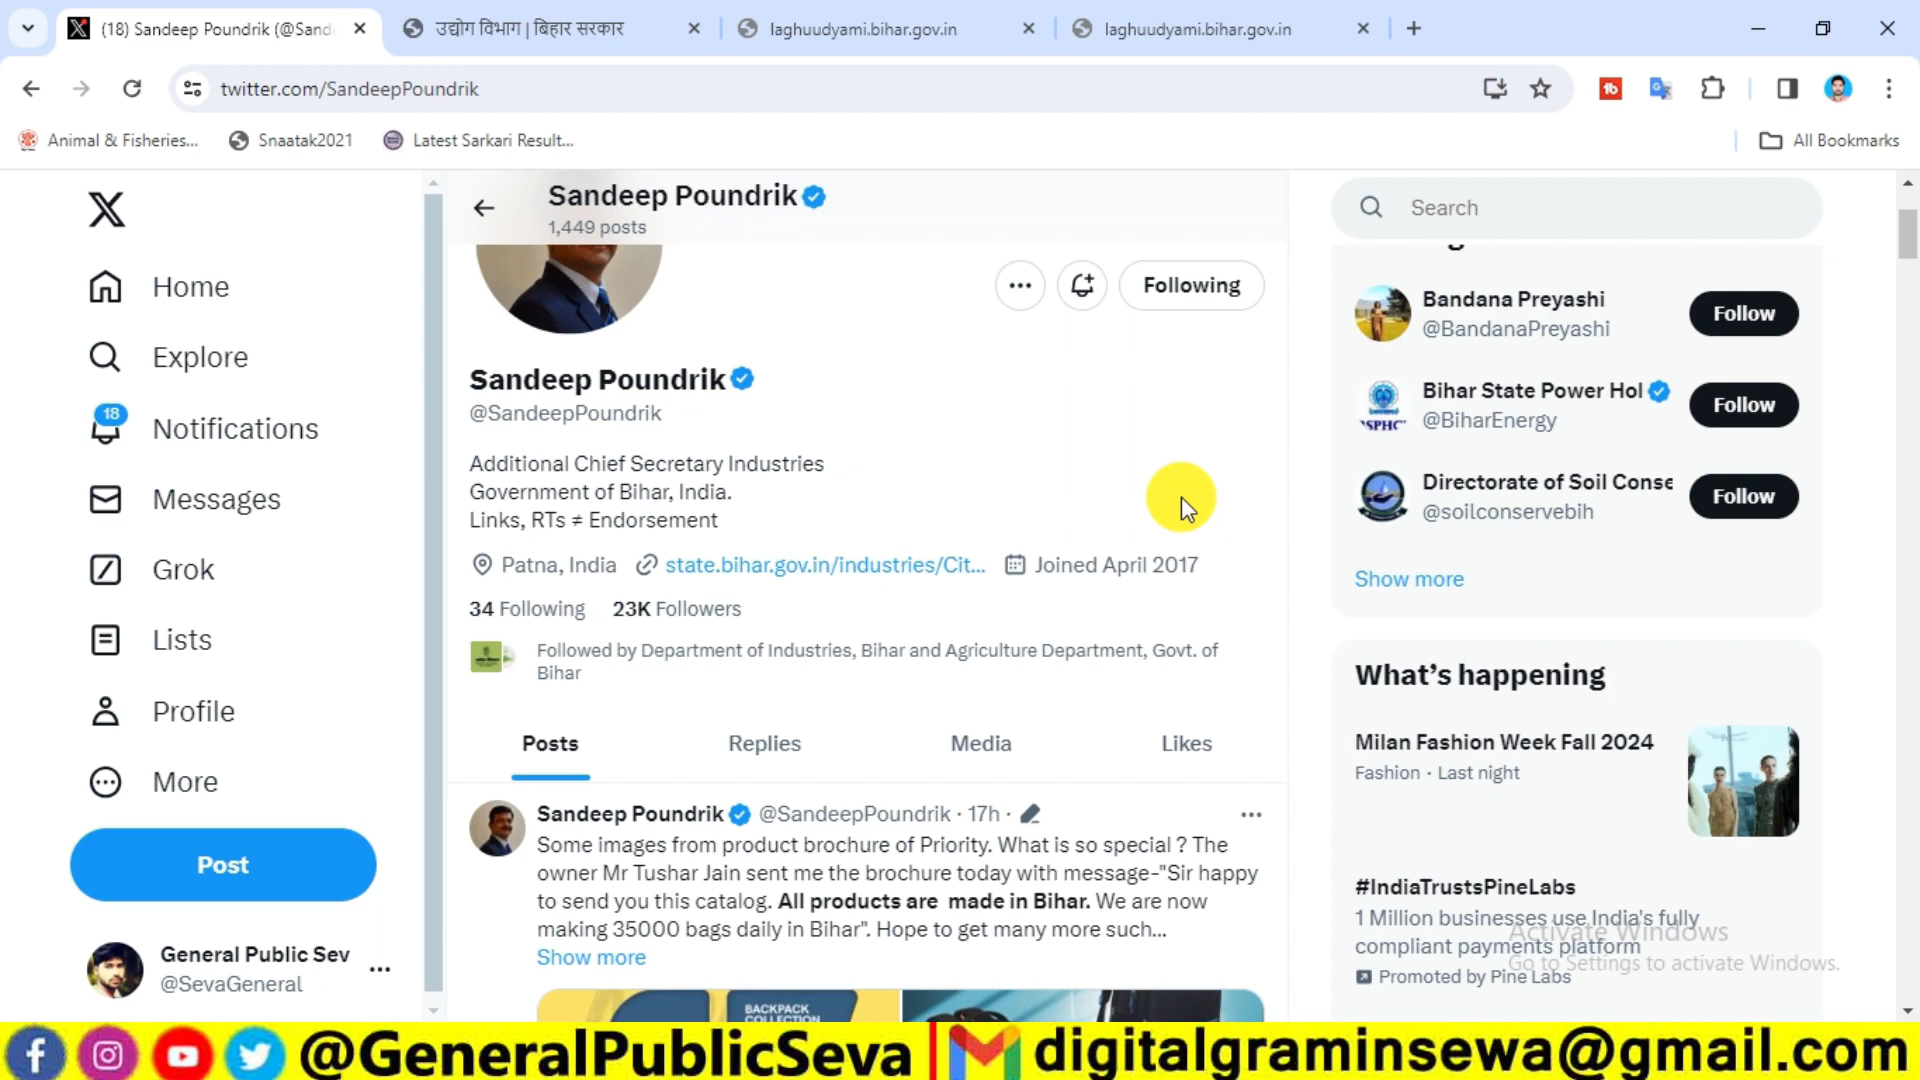 (18) Sandeep Poundrik (@Sand
उद्योग विभाग | बिहार सरकार
laghuudyami.bihar.gov.in
laghuudyami.bihar.gov.in
twitter.com/SandeepPoundrik
Animal & Fisheries...
Snaatak2021
Latest Sarkari Result...
All Bookmarks
Home
Explore
18
Notifications
Messages
Grok
Lists
Profile
More
Post
General Public Sev
@SevaGeneral
Sandeep Poundrik
1,449 posts
Following
Sandeep Poundrik
@SandeepPoundrik
Additional Chief Secretary Industries
Government of Bihar, India.
Links, RTs ≠ Endorsement
Patna, India state.bihar.gov.in/industries/Cit... Joined April 2017
34 Following 23K Followers
Followed by Department of Industries, Bihar and Agriculture Department, Govt. of
Bihar
Posts Replies Media Likes
Sandeep Poundrik @SandeepPoundrik · 17h ·
Some images from product brochure of Priority. What is so special ? The
owner Mr Tushar Jain sent me the brochure today with message-"Sir happy
to send you this catalog. All products are made in Bihar. We are now
making 35000 bags daily in Bihar". Hope to get many more such...
Show more
BACKPACK
COLLECTION
Search
Bandana Preyashi
@BandanaPreyashi
Follow
Bihar State Power Hol
@BiharEnergy
Follow
Directorate of Soil Conse
@soilconservebih
Follow
Show more
What's happening
Milan Fashion Week Fall 2024
Fashion · Last night
#IndiaTrustsPineLabs
1 Million businesses use India's fully
compliant payments platform
Promoted by Pine Labs
Activate Windows
Go to Settings to activate Windows.
@GeneralPublicSeva
digitalgraminsewa@gmail.com